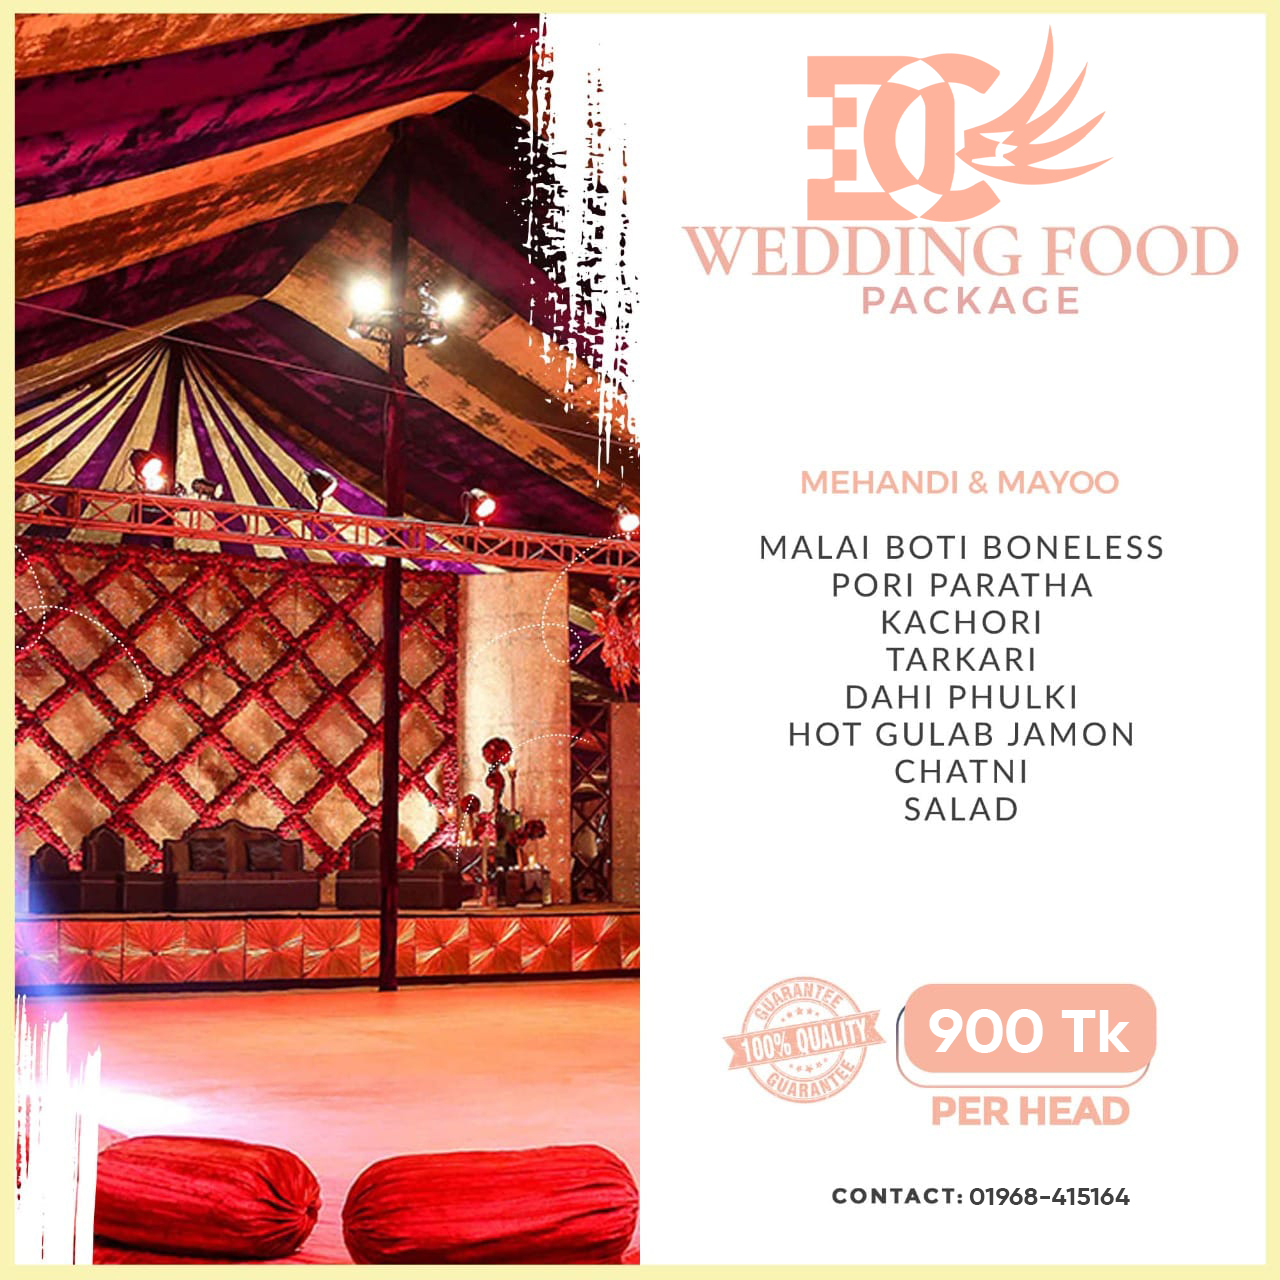 EC
WEDDING FOOD
PACKAGE
MEHANDI & MAYOO
MALAI BOTI BONELESS
PORI PARATHA
KACHORI
TARKARI
DAHI PHULKI
HOT GULAB JAMON
CHATNI
SALAD
GUARANTEE
100% QUALITY
GUARANTEE
900 Tk
PER HEAD
CONTACT: 01968-415164